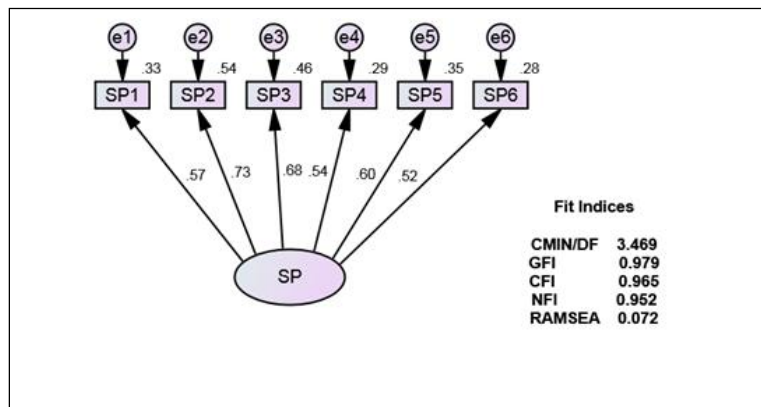 e1 e2 e3 e4 e5 e6
.33 .54 .46 .29 .35 .28
SP1 SP2 SP3 SP4 SP5 SP6
.57 .73 .68 .54 .60 .52
SP
Fit Indices
CMIN/DF 3.469
GFI 0.979
CFI 0.965
NFI 0.952
RAMSEA 0.072